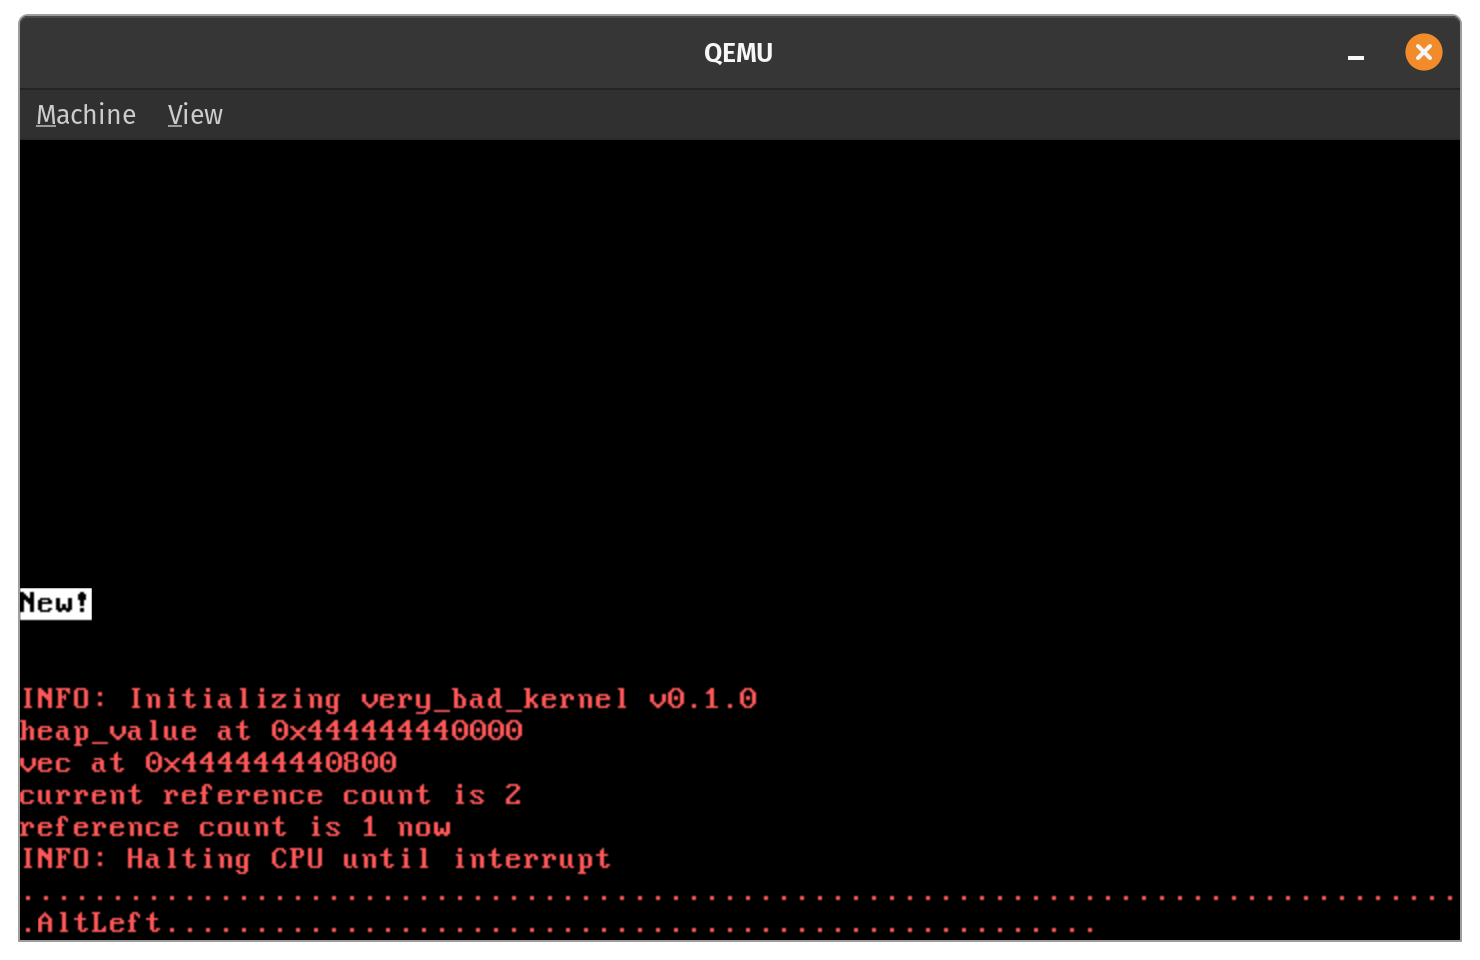 QEMU
Machine View
New!
INFO: Initializing very_bad_kernel v0.1.0
heap_value at 0x444444440000
vec at 0x444444440800
current reference count is 2
reference count is 1 now
INFO: Halting CPU until interrupt
................................................................................
.AltLeft....................................................